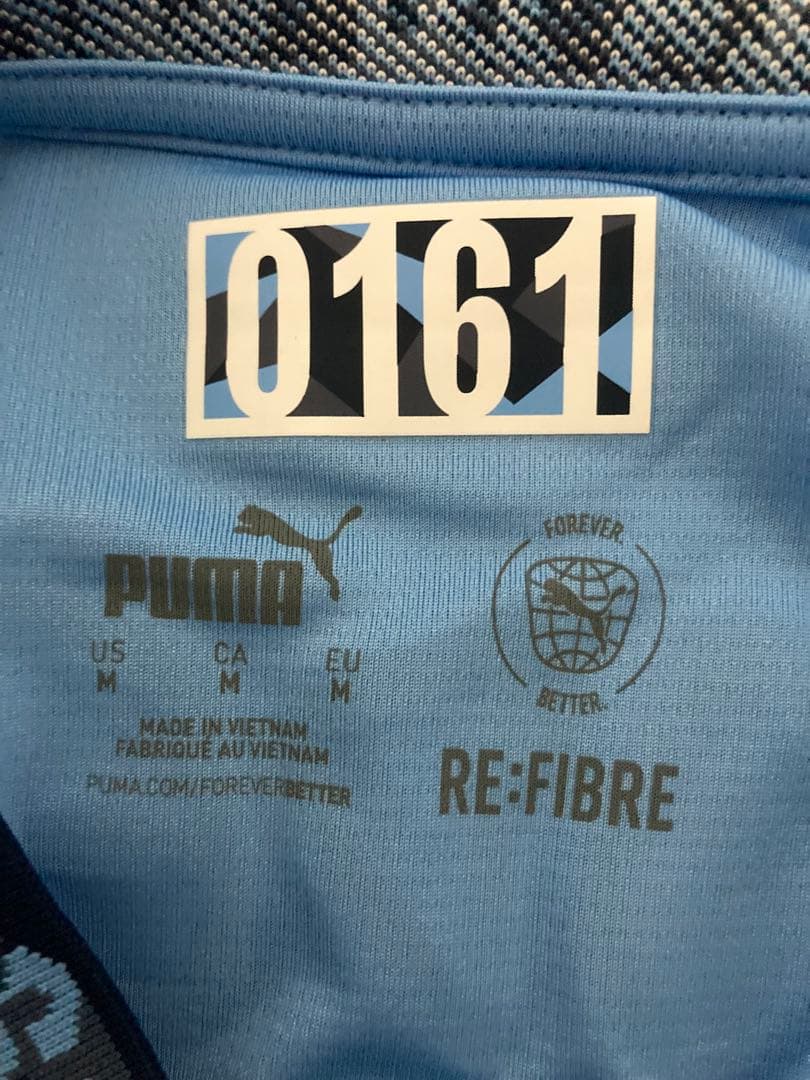 0161
PUMA
US CA EU
M M M
MADE IN VIETNAM
FABRIQUÉ AU VIETNAM
PUMA.COM/FOREVERBETTER
FOREVER.
BETTER.
RE:FIBRE